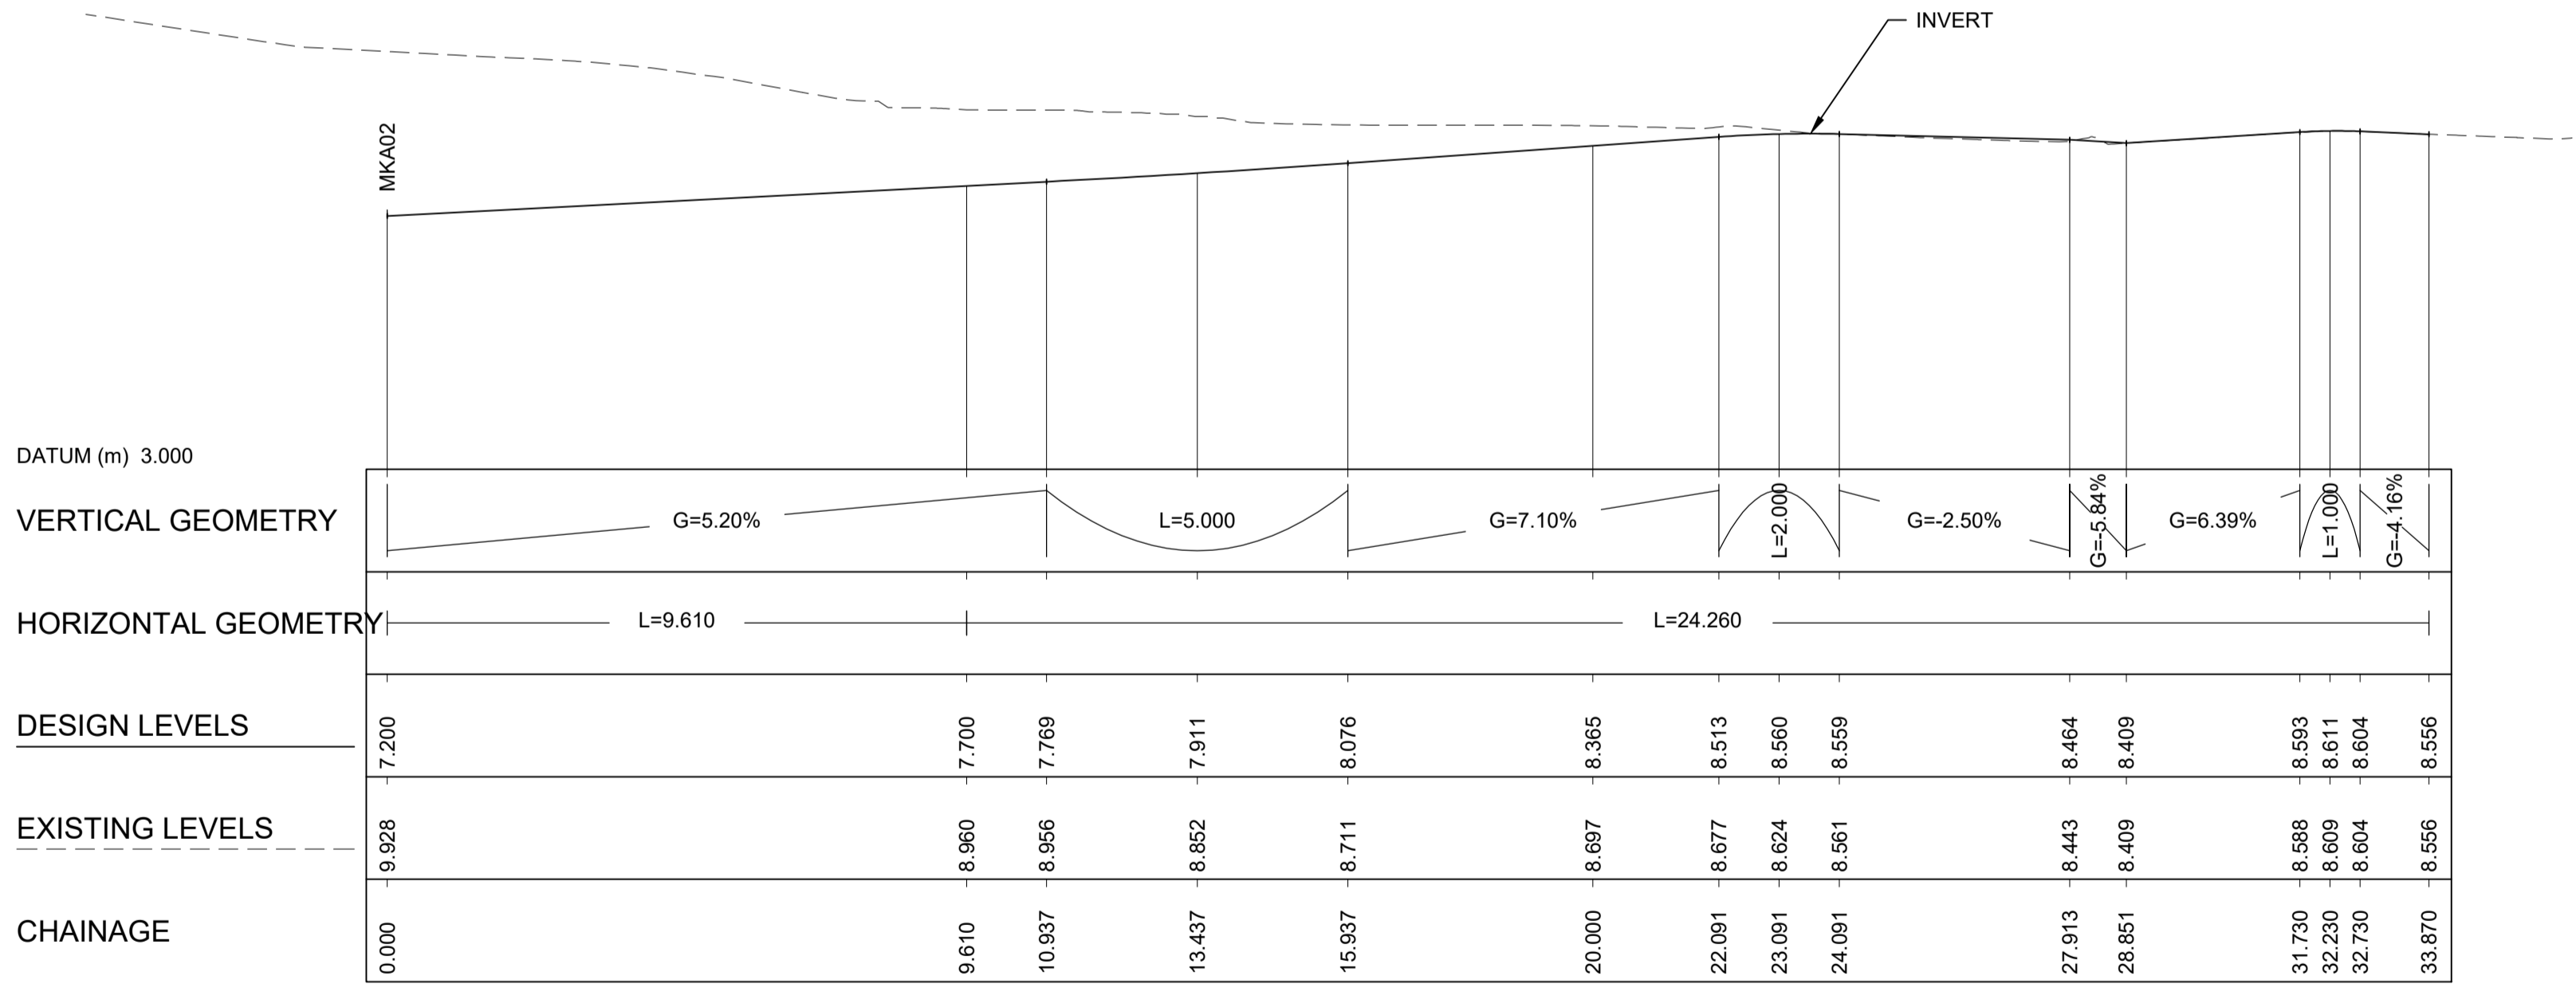 INVERT
MKA02
DATUM (m) 3.000
VERTICAL GEOMETRY
G=5.20%
L=5.000
G=7.10%
L=2.000
G=-2.50%
G=-5.84%
G=6.39%
L=1.000
G=-4.16%
HORIZONTAL GEOMETRY
L=9.610
L=24.260
DESIGN LEVELS
7.200 7.700 7.769 7.911 8.076 8.365 8.513 8.560 8.559 8.464 8.409 8.593 8.611 8.604 8.556
EXISTING LEVELS
9.928 8.960 8.956 8.852 8.711 8.697 8.677 8.624 8.561 8.443 8.409 8.588 8.609 8.604 8.556
CHAINAGE
0.000 9.610 10.937 13.437 15.937 20.000 22.091 23.091 24.091 27.913 28.851 31.730 32.230 32.730 33.870